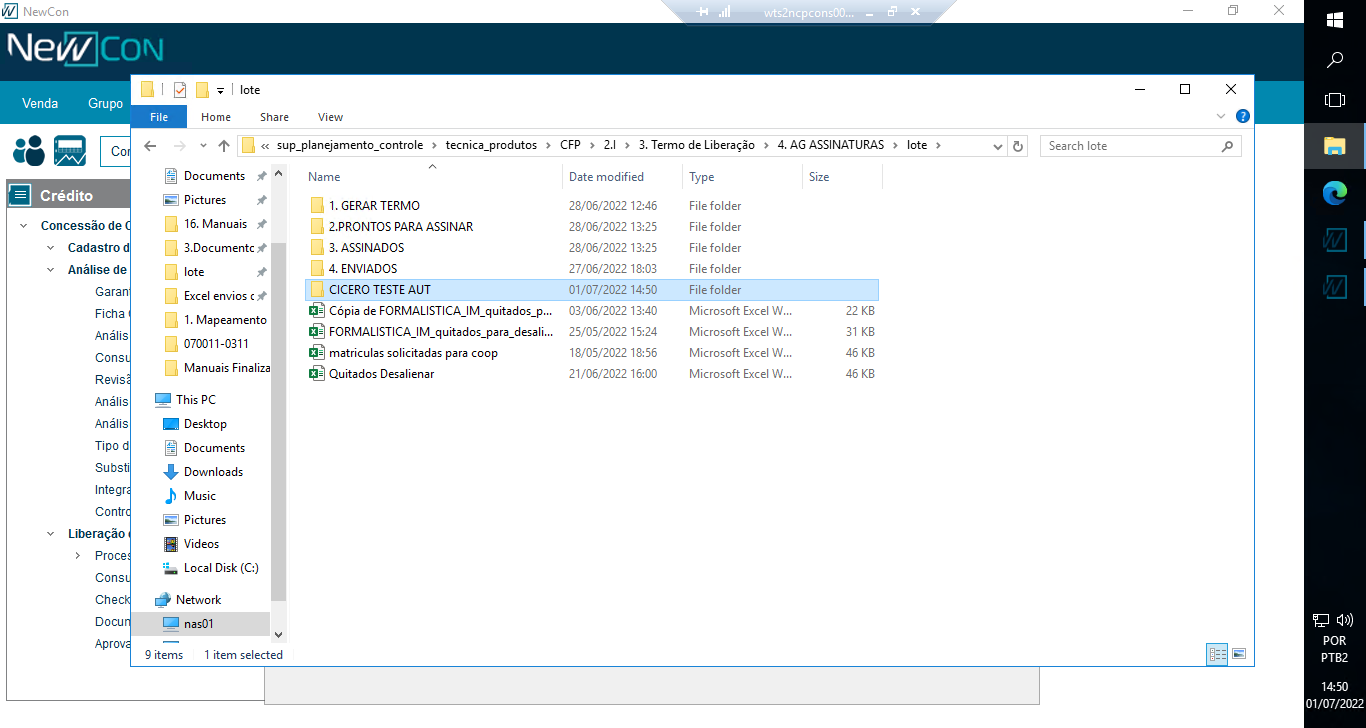 NewCon
wts2ncpcons00...
NewCon
Venda Grupo
Con
Crédito
Concessão de C
Cadastro d
Análise de
Garant
Ficha
Anális
Consu
Revisã
Anális
Anális
Tipo d
Substi
Integra
Contro
Liberação
Proces
Consu
Check
Docun
Aprova
lote
File Home Share View
« sup_planejamento_controle > tecnica_produtos > CFP > 2.I > 3. Termo de Liberação > 4. AG ASSINATURAS > lote >
Search lote
Documents
Pictures
16. Manuais
3.Documento
lote
Excel envios c
1. Mapeamento
070011-0311
Manuais Finaliza
This PC
Desktop
Documents
Downloads
Music
Pictures
Videos
Local Disk (C:)
Network
nas01
Name Date modified Type Size
1. GERAR TERMO 28/06/2022 12:46 File folder
2.PRONTOS PARA ASSINAR 28/06/2022 13:25 File folder
3. ASSINADOS 28/06/2022 13:25 File folder
4. ENVIADOS 27/06/2022 18:03 File folder
CICERO TESTE AUT 01/07/2022 14:50 File folder
Cópia de FORMALISTICA_IM_quitados_p... 03/06/2022 13:40 Microsoft Excel W... 22 KB
FORMALISTICA_IM_quitados_para_desali... 25/05/2022 15:24 Microsoft Excel W... 31 KB
matriculas solicitadas para coop 18/05/2022 18:56 Microsoft Excel W... 46 KB
Quitados Desalienar 21/06/2022 16:00 Microsoft Excel W... 46 KB
9 items 1 item selected
POR
PTB2
14:50
01/07/2022